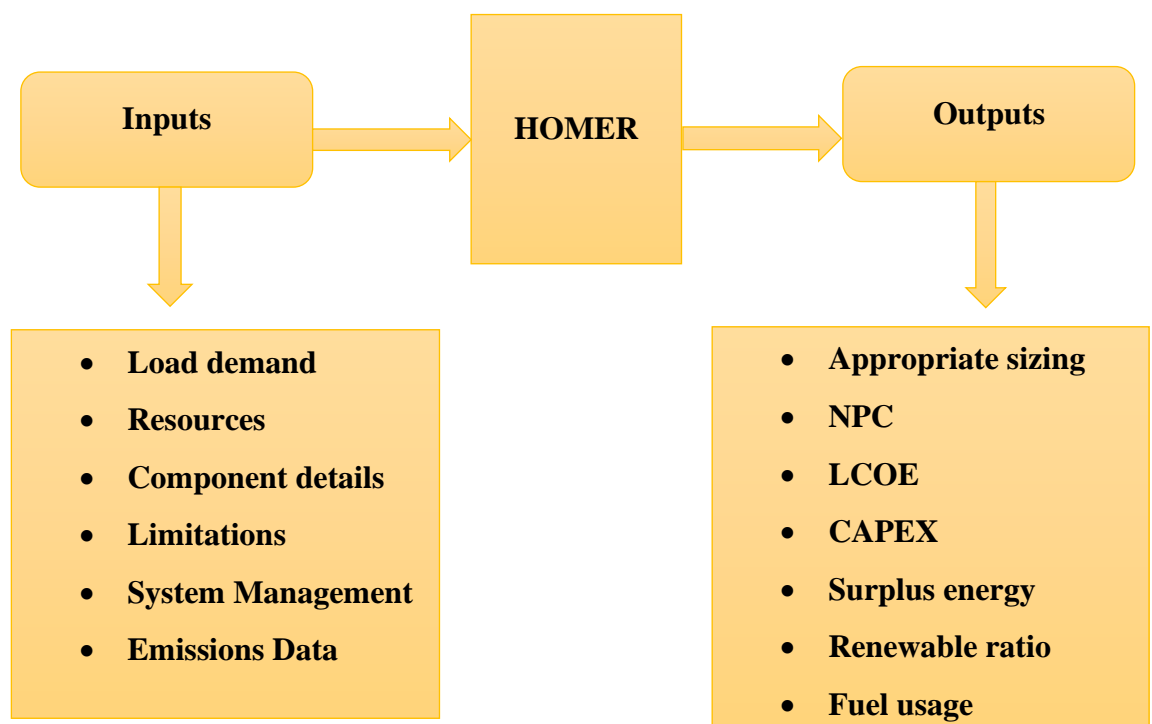 Inputs
HOMER
Outputs
• Load demand
• Resources
• Component details
• Limitations
• System Management
• Emissions Data
• Appropriate sizing
• NPC
• LCOE
• CAPEX
• Surplus energy
• Renewable ratio
• Fuel usage